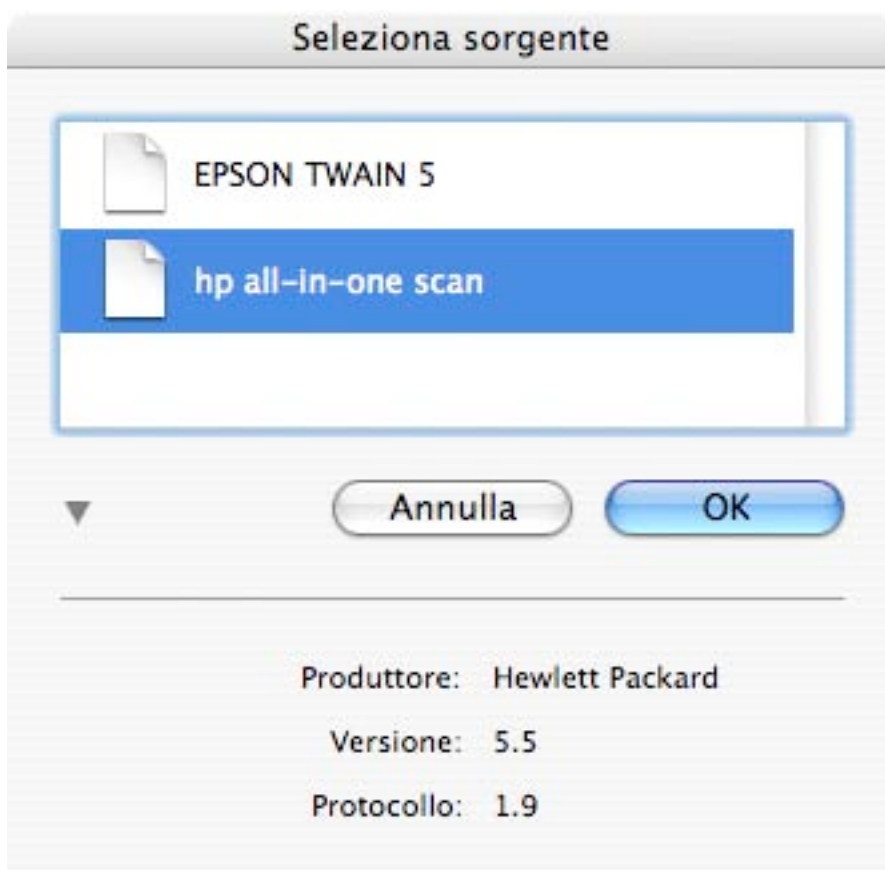 Seleziona sorgente
EPSON TWAIN 5
hp all-in-one scan
Annulla OK
Produttore: Hewlett Packard
Versione: 5.5
Protocollo: 1.9